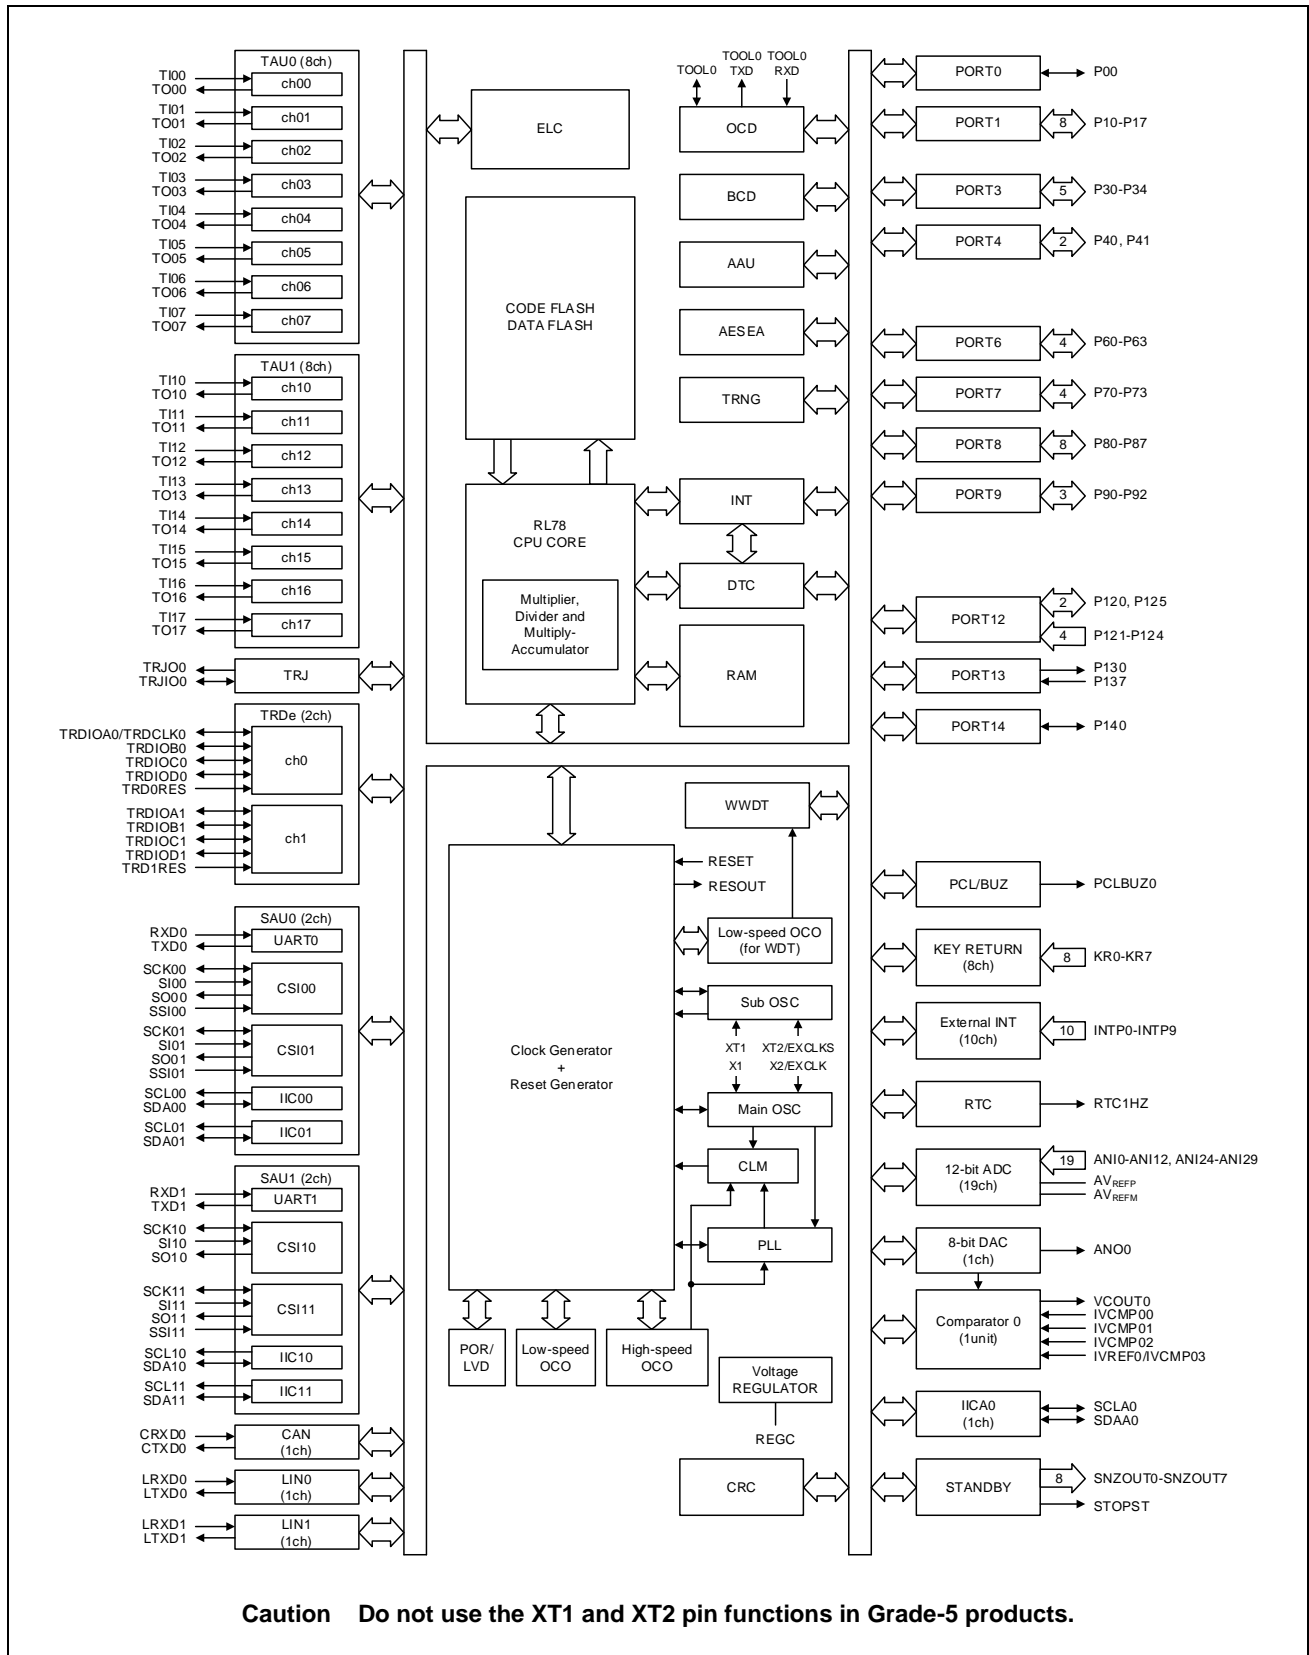 TAU0 (8ch)
TI00
TO00
ch00
TI01
TO01
ch01
TI02
TO02
ch02
TI03
TO03
ch03
TI04
TO04
ch04
TI05
TO05
ch05
TI06
TO06
ch06
TI07
TO07
ch07
TAU1 (8ch)
TI10
TO10
ch10
TI11
TO11
ch11
TI12
TO12
ch12
TI13
TO13
ch13
TI14
TO14
ch14
TI15
TO15
ch15
TI16
TO16
ch16
TI17
TO17
ch17
TRJO0
TRJIO0
TRJ
TRDe (2ch)
TRDIOA0/TRDCLK0
TRDIOB0
TRDIOC0
TRDIOD0
TRD0RES
ch0
TRDIOA1
TRDIOB1
TRDIOC1
TRDIOD1
TRD1RES
ch1
SAU0 (2ch)
RXD0
TXD0
UART0
SCK00
SI00
SO00
SSI00
CSI00
SCK01
SI01
SO01
SSI01
CSI01
SCL00
SDA00
IIC00
SCL01
SDA01
IIC01
SAU1 (2ch)
RXD1
TXD1
UART1
SCK10
SI10
SO10
CSI10
SCK11
SI11
SO11
SSI11
CSI11
SCL10
SDA10
IIC10
SCL11
SDA11
IIC11
CRXD0
CTXD0
CAN
(1ch)
LRXD0
LTXD0
LIN0
(1ch)
LRXD1
LTXD1
LIN1
(1ch)
ELC
CODE FLASH
DATA FLASH
RL78
CPU CORE
Multiplier,
Divider and
Multiply-
Accumulator
TOOL0
TOOL0
TXD
TOOL0
RXD
OCD
BCD
AAU
AESEA
TRNG
INT
DTC
RAM
WWDT
RESET
RESOUT
Low-speed OCO
(for WDT)
Sub OSC
XT1
XT2/EXCLKS
X1
X2/EXCLK
Main OSC
CLM
PLL
Clock Generator
+
Reset Generator
POR/
LVD
Low-speed
OCO
High-speed
OCO
Voltage
REGULATOR
REGC
CRC
PORT0
P00
PORT1
8
P10-P17
PORT3
5
P30-P34
PORT4
2
P40, P41
PORT6
4
P60-P63
PORT7
4
P70-P73
PORT8
8
P80-P87
PORT9
3
P90-P92
PORT12
2
P120, P125
4
P121-P124
PORT13
P130
P137
PORT14
P140
PCL/BUZ
PCLBUZ0
KEY RETURN
(8ch)
8
KR0-KR7
External INT
(10ch)
10
INTP0-INTP9
RTC
RTC1HZ
12-bit ADC
(19ch)
19
ANI0-ANI12, ANI24-ANI29
AVREFP
AVREFM
8-bit DAC
(1ch)
ANO0
Comparator 0
(1unit)
VCOUT0
IVCMP00
IVCMP01
IVCMP02
IVREF0/IVCMP03
IICA0
(1ch)
SCLA0
SDAA0
STANDBY
8
SNZOUT0-SNZOUT7
STOPST
Caution Do not use the XT1 and XT2 pin functions in Grade-5 products.